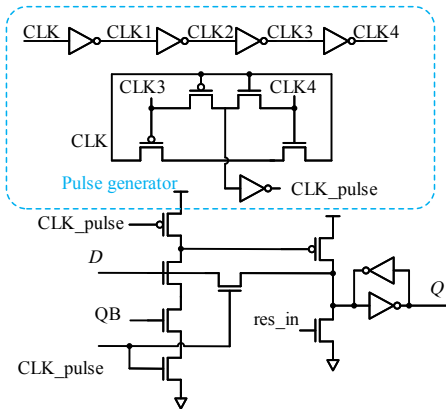 CLK CLK1 CLK2 CLK3 CLK4
CLK3 CLK4
CLK
Pulse generator
CLK_pulse
CLK_pulse
D
Q
QB
res_in
CLK_pulse